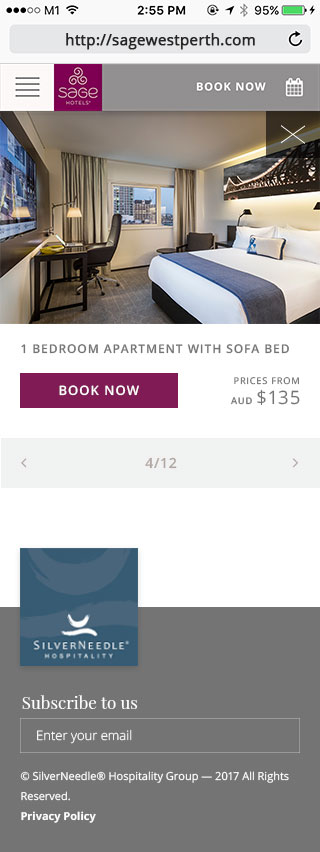 M1 2:55 PM 95%
http://sagewestperth.com
sage
HOTELS
BOOK NOW
1 BEDROOM APARTMENT WITH SOFA BED
BOOK NOW
PRICES FROM
AUD $135
4/12
SILVERNEEDLE®
HOSPITALITY
Subscribe to us
Enter your email
© SilverNeedle® Hospitality Group — 2017 All Rights
Reserved.
Privacy Policy